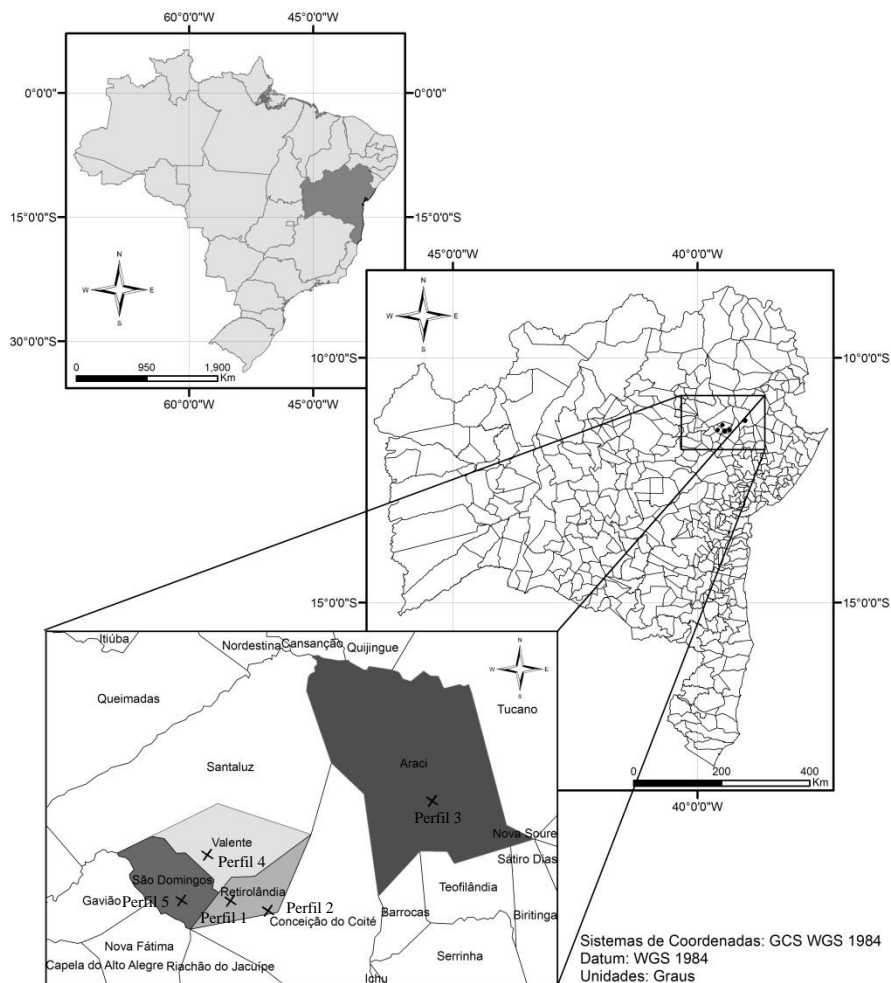 60°0'0"W 45°0'0"W
0°0'0" 0°0'0"
15°0'0"S 15°0'0"S
N
W E
S
30°0'0"S
0 950 1,900
Km
60°0'0"W 45°0'0"W
45°0'0"W 40°0'0"W
N
W E
S
10°0'0"S 10°0'0"S
15°0'0"S 15°0'0"S
0 200 400
Km
40°0'0"W
Itiúba
Nordestina
Cansanção
Quijingue
N
W E
S
Queimadas
Tucano
Santaluz
Araci
Perfil 3
Nova Soure
Valente
Sátiro Dias
Perfil 4
São Domingos
Teofilândia
Gavião
Perfil 5
Retirolândia
Perfil 1
Perfil 2
Conceição do Coité
Barrocas
Biritinga
Nova Fátima
Serrinha
Capela do Alto Alegre
Riachão do Jacuípe
Ichu
Sistemas de Coordenadas: GCS WGS 1984
Datum: WGS 1984
Unidades: Graus